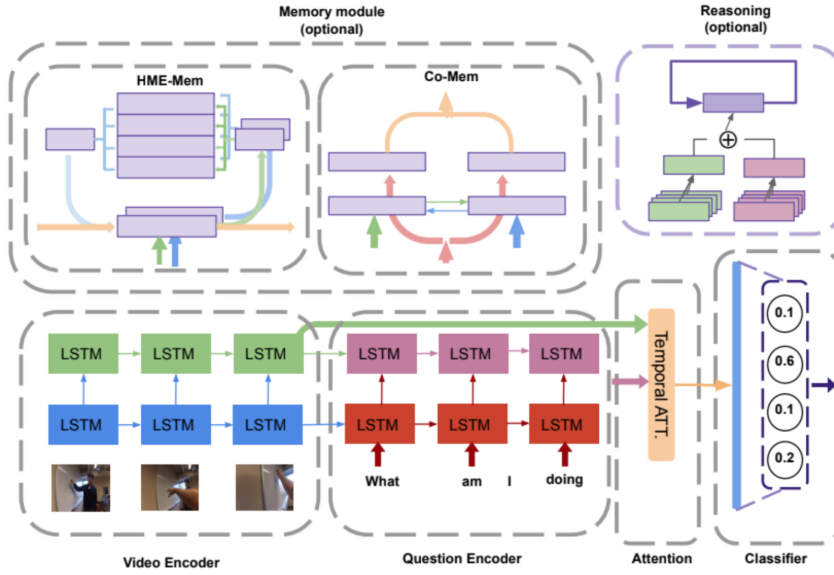 Memory module
(optional)
Reasoning
(optional)
HME-Mem
Co-Mem
LSTM LSTM LSTM LSTM LSTM LSTM
LSTM LSTM LSTM LSTM LSTM LSTM
What am I doing
Temporal ATT.
0.1
0.6
0.1
0.2
Video Encoder
Question Encoder
Attention
Classifier